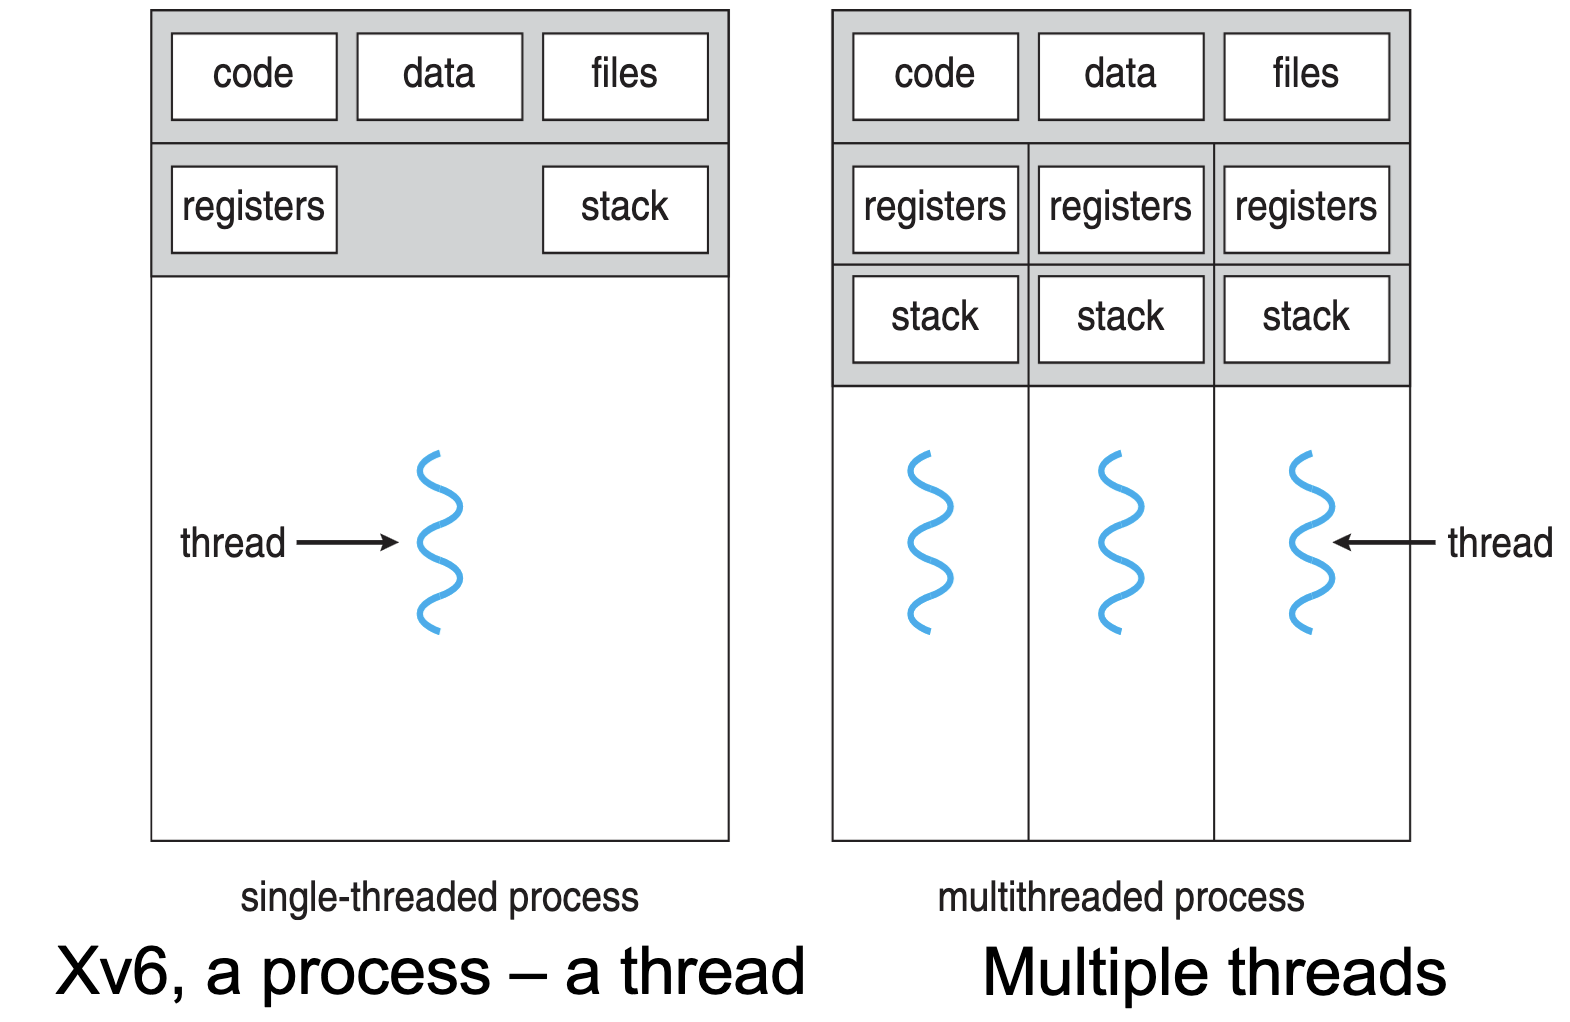 code data files
registers stack
thread
single-threaded process
Xv6, a process – a thread
code data files
registers registers registers
stack stack stack
thread
multithreaded process
Multiple threads